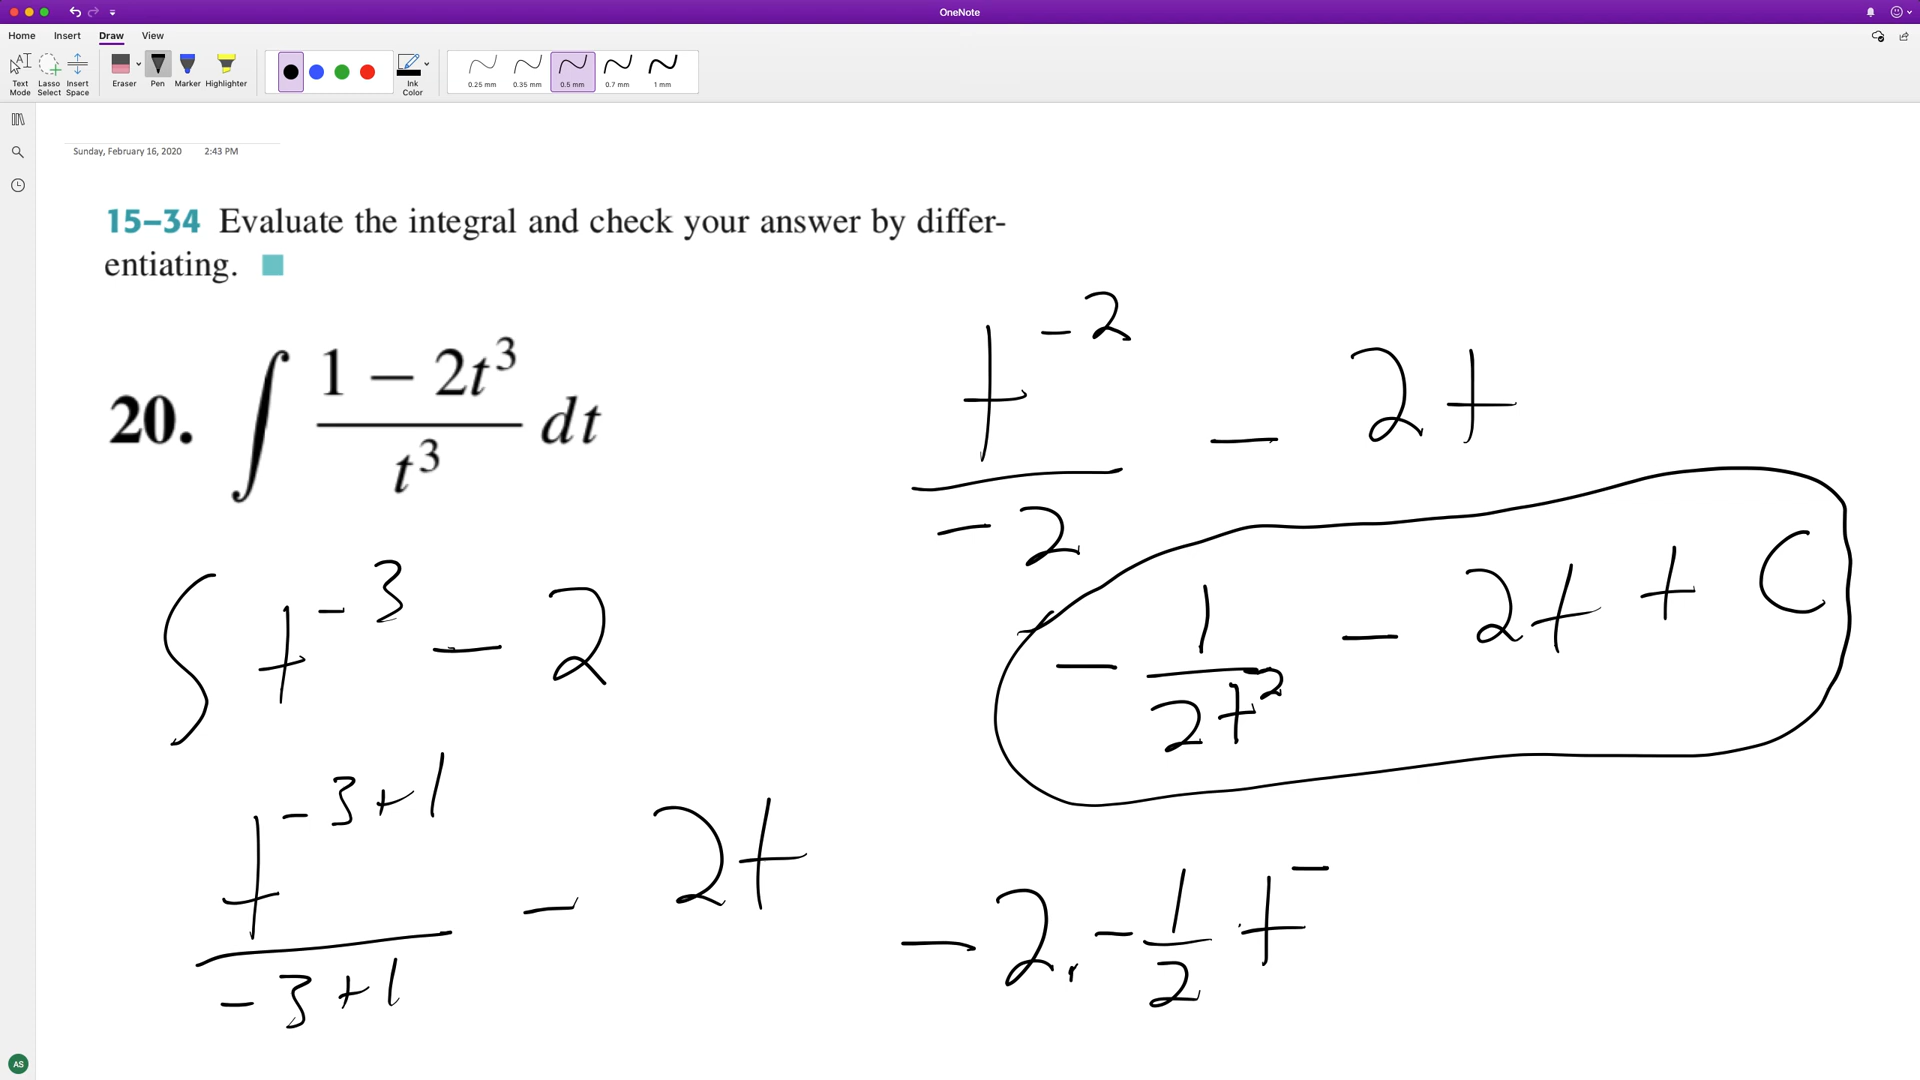 OneNote
Home Insert Draw View
Text Mode
Lasso Select
Insert Space
Eraser
Pen
Marker
Highlighter
Ink Color
0.25 mm
0.35 mm
0.5 mm
0.7 mm
1 mm
Sunday, February 16, 2020 2:43 PM
15–34 Evaluate the integral and check your answer by differ-
entiating.
20. ∫ (1 − 2t³)/t³ dt
∫ t⁻³ − 2
t⁻³⁺¹/(−3+1) − 2t
t⁻²/−2 − 2t
− 1/(2t²) − 2t + C
−2 · −1/2 t⁻
AS